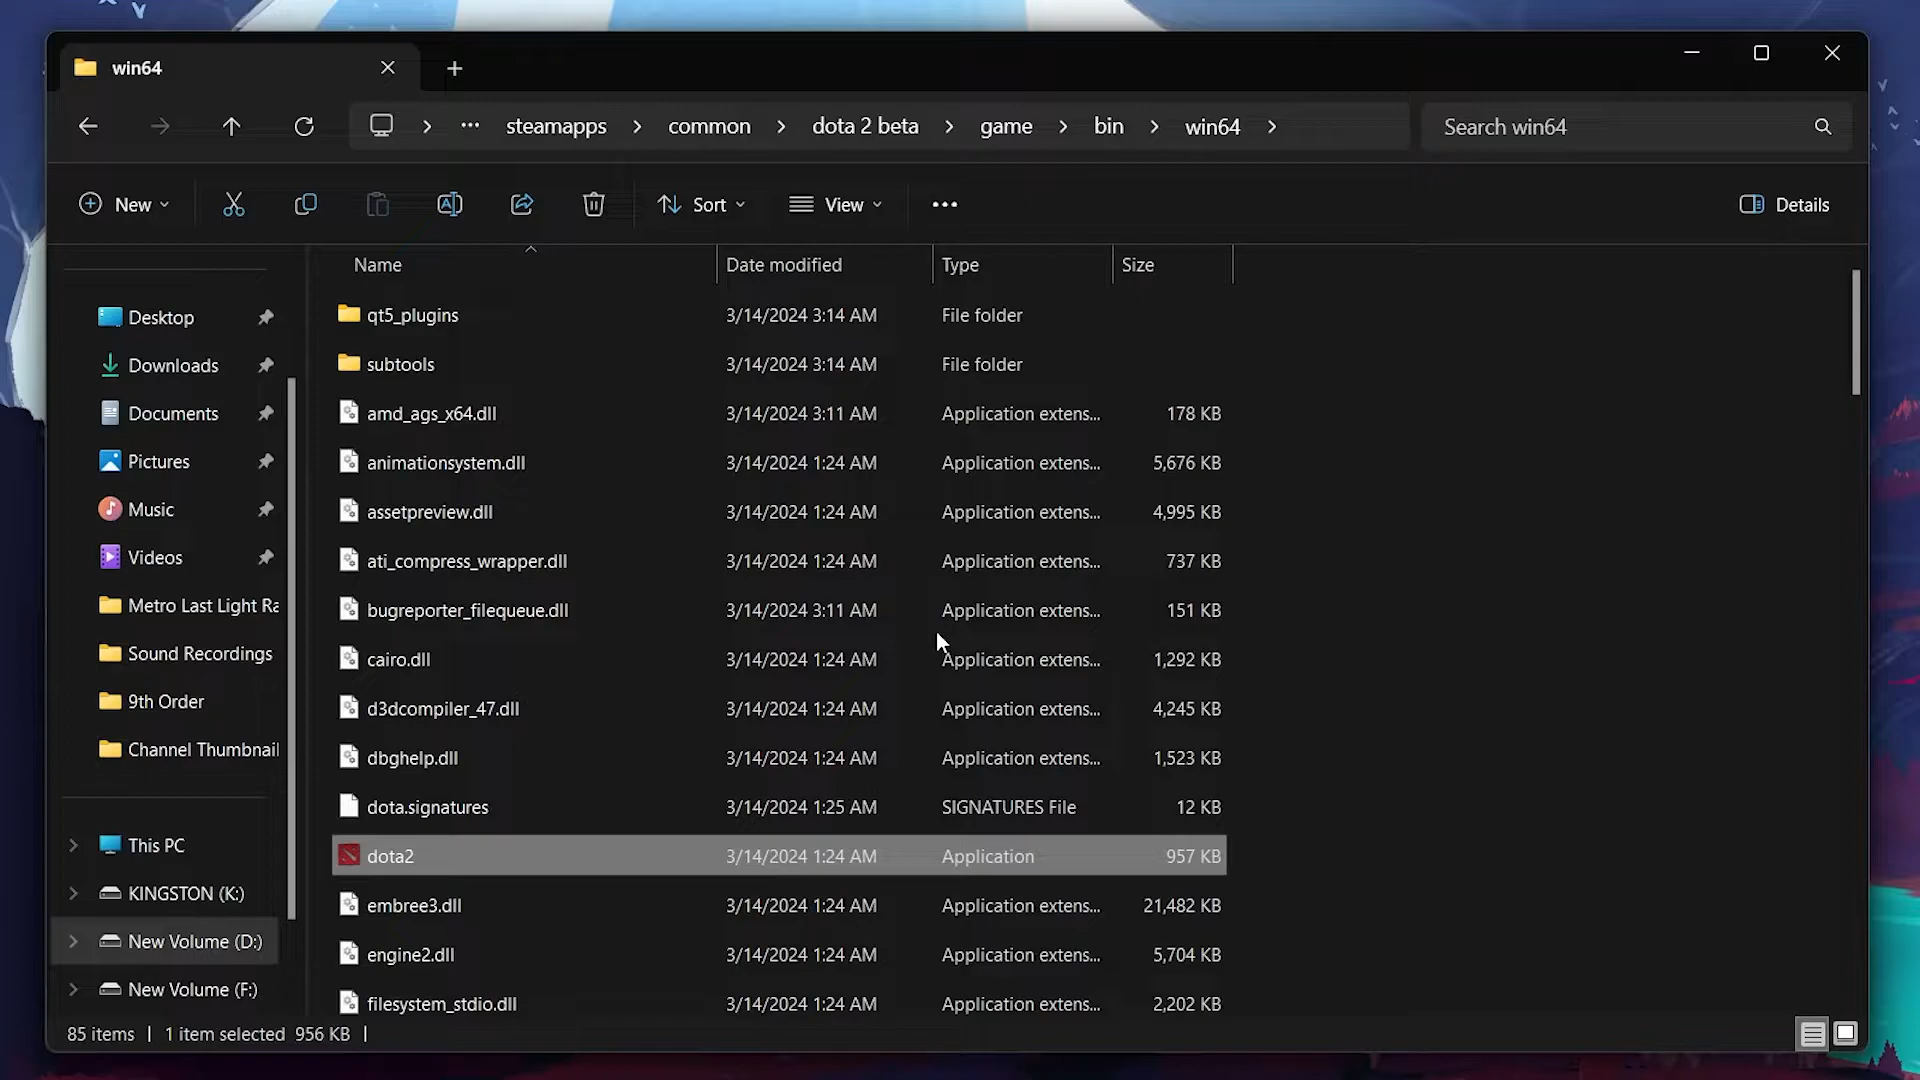 win64
steamapps common dota 2 beta game bin win64
Search win64
New Sort View Details
Name Date modified Type Size
Desktop
Downloads
Documents
Pictures
Music
Videos
Metro Last Light Ra
Sound Recordings
9th Order
Channel Thumbnail
This PC
KINGSTON (K:)
New Volume (D:)
New Volume (F:)
qt5_plugins 3/14/2024 3:14 AM File folder
subtools 3/14/2024 3:14 AM File folder
amd_ags_x64.dll 3/14/2024 3:11 AM Application extens... 178 KB
animationsystem.dll 3/14/2024 1:24 AM Application extens... 5,676 KB
assetpreview.dll 3/14/2024 1:24 AM Application extens... 4,995 KB
ati_compress_wrapper.dll 3/14/2024 1:24 AM Application extens... 737 KB
bugreporter_filequeue.dll 3/14/2024 3:11 AM Application extens... 151 KB
cairo.dll 3/14/2024 1:24 AM Application extens... 1,292 KB
d3dcompiler_47.dll 3/14/2024 1:24 AM Application extens... 4,245 KB
dbghelp.dll 3/14/2024 1:24 AM Application extens... 1,523 KB
dota.signatures 3/14/2024 1:25 AM SIGNATURES File 12 KB
dota2 3/14/2024 1:24 AM Application 957 KB
embree3.dll 3/14/2024 1:24 AM Application extens... 21,482 KB
engine2.dll 3/14/2024 1:24 AM Application extens... 5,704 KB
filesystem_stdio.dll 3/14/2024 1:24 AM Application extens... 2,202 KB
85 items | 1 item selected 956 KB |